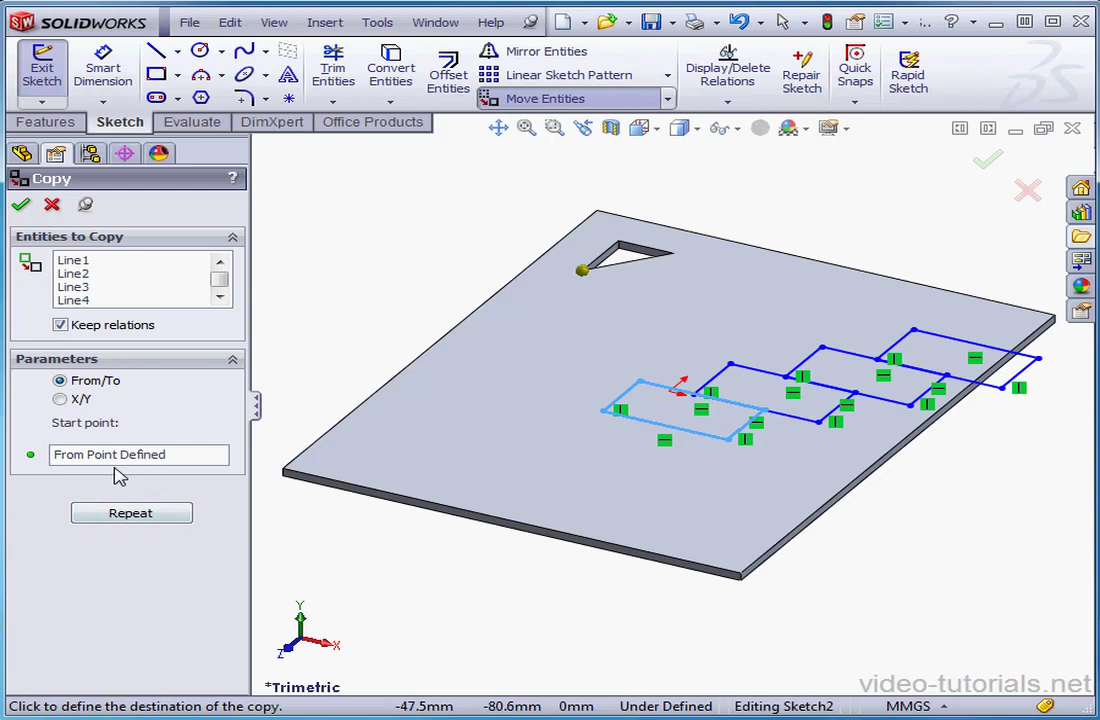 SOLIDWORKS File Edit View Insert Tools Window Help
Exit Sketch
Smart Dimension
Trim Entities
Convert Entities
Offset Entities
Mirror Entities
Linear Sketch Pattern
Move Entities
Display/Delete Relations
Repair Sketch
Quick Snaps
Rapid Sketch
Features Sketch Evaluate DimXpert Office Products
Copy ?
Entities to Copy
Line1
Line2
Line3
Line4
Keep relations
Parameters
From/To
X/Y
Start point:
From Point Defined
Repeat
Y
X
Z
*Trimetric
video-tutorials.net
Click to define the destination of the copy. -47.5mm -80.6mm 0mm Under Defined Editing Sketch2 MMGS